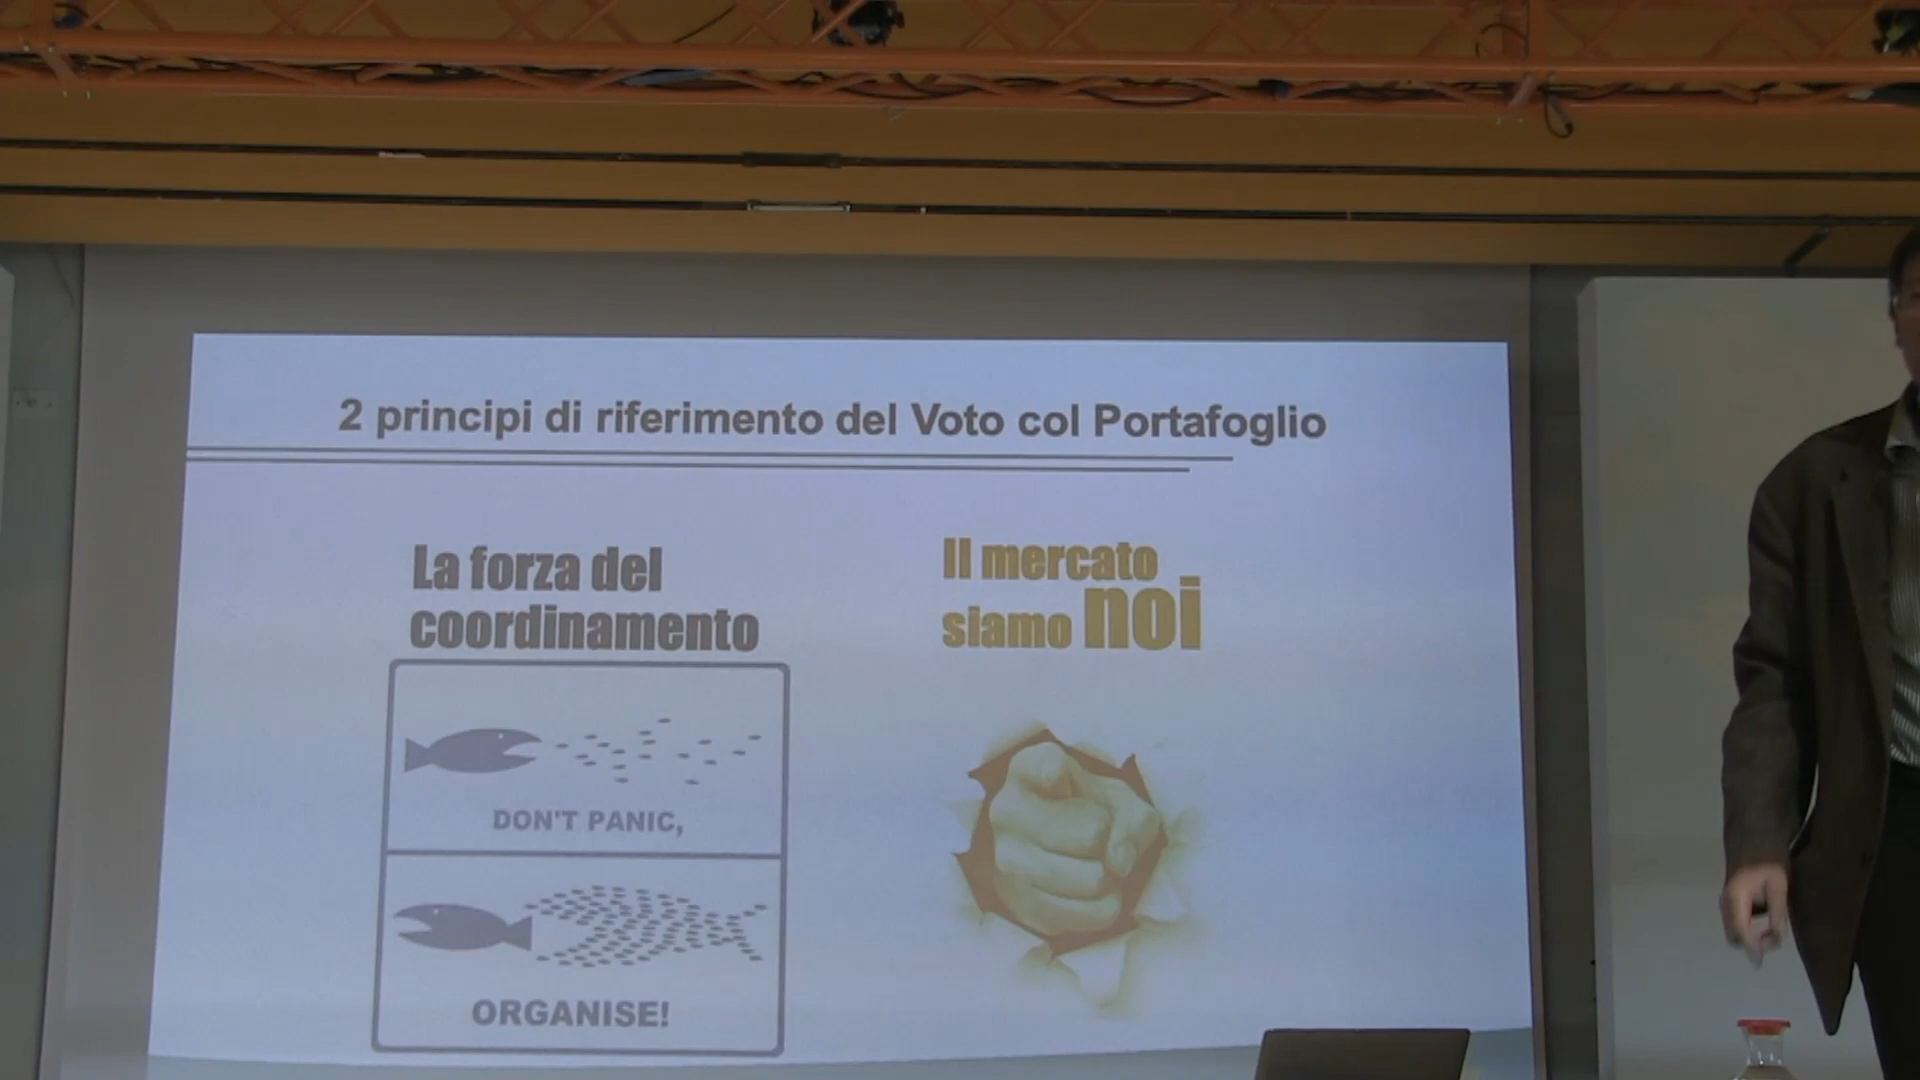 2 principi di riferimento del Voto col Portafoglio
La forza del
coordinamento
DON'T PANIC,
ORGANISE!
Il mercato
siamo noi